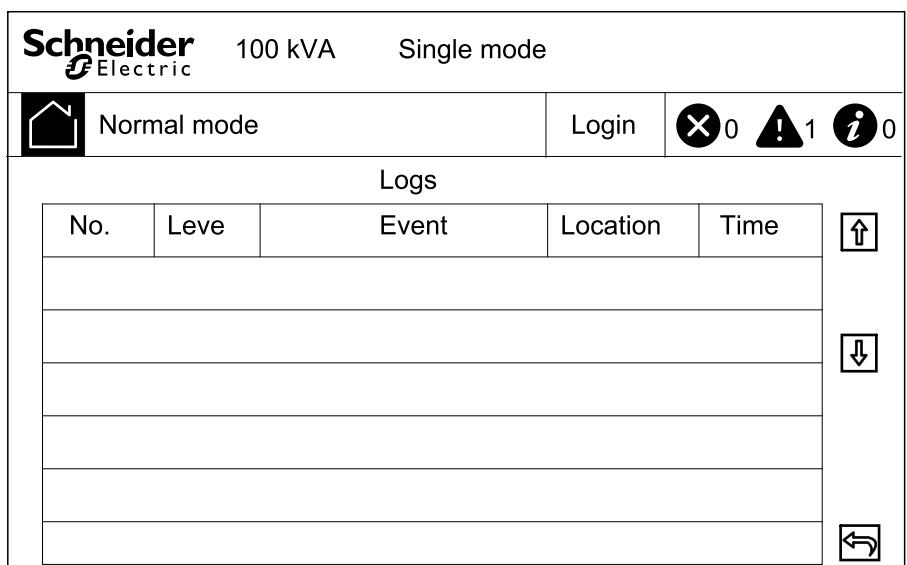 Schneider Electric 100 kVA Single mode
Normal mode Login 0 1 0
Logs
No. Leve Event Location Time